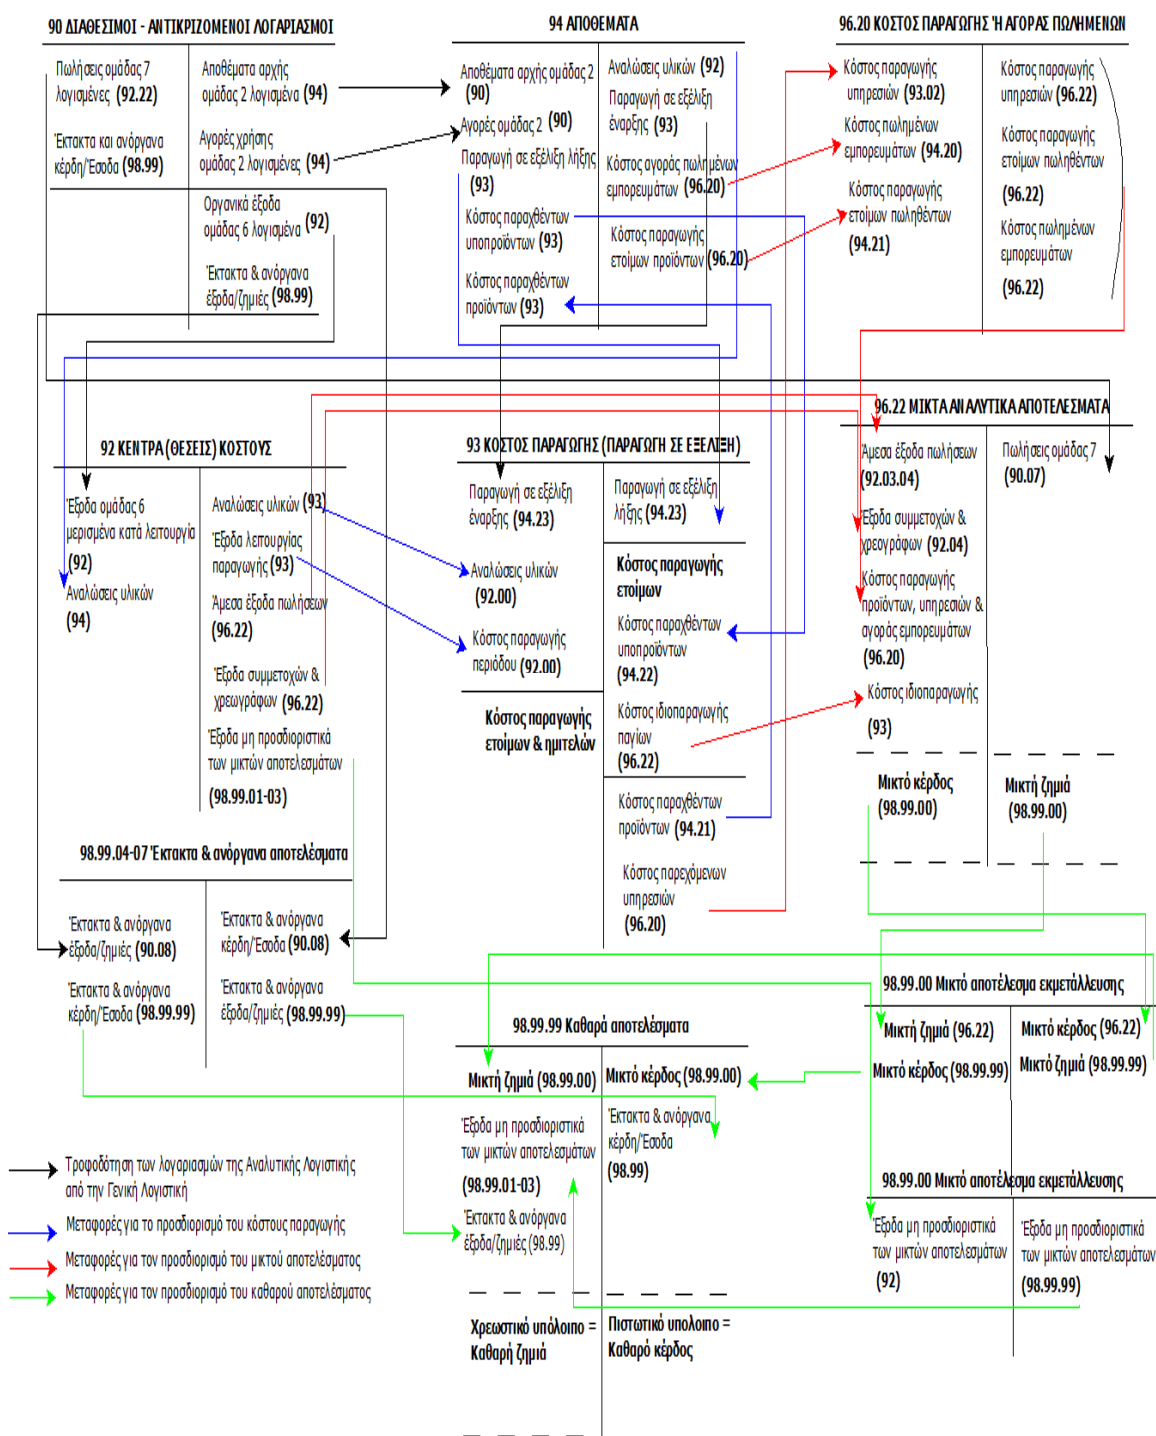 90 ΔΙΑΘΕΣΙΜΟΙ - ΑΝΤΙΚΡΙΖΟΜΕΝΟΙ ΛΟΓΑΡΙΑΣΜΟΙ
Πωλήσεις ομάδας 7
λογισμένες (92.22)
Έκτακτα και ανόργανα
κέρδη/Έσοδα (98.99)
Αποθέματα αρχής
ομάδας 2 λογισμένα (94)
Αγορές χρήσης
ομάδας 2 λογισμένες (94)
Οργανικά έξοδα
ομάδας 6 λογισμένα (92)
Έκτακτα & ανόργανα
έξοδα/ζημιές (98.99)
94 ΑΠΟΘΕΜΑΤΑ
Αποθέματα αρχής ομάδας 2
(90)
Αγορές ομάδας 2 (90)
Παραγωγή σε εξέλιξη λήξης
(93)
Κόστος παραχθέντων
υποπροϊόντων (93)
Κόστος παραχθέντων
προϊόντων (93)
Αναλώσεις υλικών (92)
Παραγωγή σε εξέλιξη
έναρξης (93)
Κόστος αγοράς πωλημένων
εμπορευμάτων (96.20)
Κόστος παραγωγής
ετοίμων προϊόντων (96.20)
96.20 ΚΟΣΤΟΣ ΠΑΡΑΓΩΓΗΣ Ή ΑΓΟΡΑΣ ΠΩΛΗΜΕΝΩΝ
Κόστος παραγωγής
υπηρεσιών (93.02)
Κόστος πωλημένων
εμπορευμάτων (94.20)
Κόστος παραγωγής
ετοίμων πωληθέντων
(94.21)
Κόστος παραγωγής
υπηρεσιών (96.22)
Κόστος παραγωγής
ετοίμων πωληθέντων
(96.22)
Κόστος πωλημένων
εμπορευμάτων
(96.22)
92 ΚΕΝΤΡΑ (ΘΕΣΕΙΣ) ΚΟΣΤΟΥΣ
Έξοδα ομάδας 6
μερισμένα κατά λειτουργία
(92)
Αναλώσεις υλικών
(94)
Αναλώσεις υλικών (93)
Έξοδα λειτουργίας
παραγωγής (93)
Άμεσα έξοδα πωλήσεων
(96.22)
Έξοδα συμμετοχών &
χρεωγράφων (96.22)
Έξοδα μη προσδιοριστικά
των μικτών αποτελεσμάτων
(98.99.01-03)
93 ΚΟΣΤΟΣ ΠΑΡΑΓΩΓΗΣ (ΠΑΡΑΓΩΓΗ ΣΕ ΕΞΕΛΙΞΗ)
Παραγωγή σε εξέλιξη
έναρξης (94.23)
Αναλώσεις υλικών
(92.00)
Κόστος παραγωγής
περιόδου (92.00)
Κόστος παραγωγής
ετοίμων & ημιτελών
Παραγωγή σε εξέλιξη
λήξης (94.23)
Κόστος παραγωγής
ετοίμων
Κόστος παραχθέντων
υποπροϊόντων
(94.22)
Κόστος ιδιοπαραγωγής
παγίων
(96.22)
Κόστος παραχθέντων
προϊόντων (94.21)
Κόστος παρεχόμενων
υπηρεσιών
(96.20)
96.22 ΜΙΚΤΑ ΑΝΑΛΥΤΙΚΑ ΑΠΟΤΕΛΕΣΜΑΤΑ
Άμεσα έξοδα πωλήσεων
(92.03.04)
Έξοδα συμμετοχών &
χρεογράφων (92.04)
Κόστος παραγωγής
προϊόντων, υπηρεσιών &
αγοράς εμπορευμάτων
(96.20)
Κόστος ιδιοπαραγωγής
(93)
Πωλήσεις ομάδας 7
(90.07)
Μικτό κέρδος
(98.99.00)
Μικτή ζημιά
(98.99.00)
98.99.04-07 Έκτακτα & ανόργανα αποτελέσματα
Έκτακτα & ανόργανα
έξοδα/ζημιές (90.08)
Έκτακτα & ανόργανα
κέρδη/Έσοδα (98.99.99)
Έκτακτα & ανόργανα
κέρδη/Έσοδα (90.08)
Έκτακτα & ανόργανα
έξοδα/ζημιές (98.99.99)
98.99.99 Καθαρά αποτελέσματα
Μικτή ζημιά (98.99.00)
Έξοδα μη προσδιοριστικά
των μικτών αποτελεσμάτων
(98.99.01-03)
Έκτακτα & ανόργανα
έξοδα/ζημιές (98.99)
Μικτό κέρδος (98.99.00)
Έκτακτα & ανόργανα
κέρδη/Έσοδα
(98.99)
Χρεωστικό υπόλοιπο =
Καθαρή ζημιά
Πιστωτικό υπολοιπο =
Καθαρό κέρδος
98.99.00 Μικτό αποτέλεσμα εκμετάλλευσης
Μικτή ζημιά (96.22)
Μικτό κέρδος (98.99.99)
Μικτό κέρδος (96.22)
Μικτό ζημιά (98.99.99)
98.99.00 Μικτό αποτέλεσμα εκμετάλλευσης
Έξοδα μη προσδιοριστικά
των μικτών αποτελεσμάτων
(92)
Έξοδα μη προσδιοριστικά
των μικτών αποτελεσμάτων
(98.99.99)
Τροφοδότηση των λογαριασμών της Αναλυτικής Λογιστικής
από την Γενική Λογιστική
Μεταφορές για το προσδιορισμό του κόστους παραγωγής
Μεταφορές για τον προσδιορισμό του μικτού αποτελέσματος
Μεταφορές για τον προσδιορισμό του καθαρού αποτελέσματος